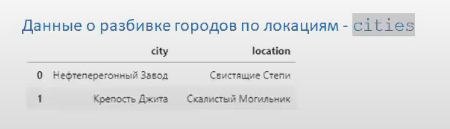 Данные о разбивке городов по локациям - cities
city location
0 Нефтеперегонный Завод Свистящие Степи
1 Крепость Джита Скалистый Могильник